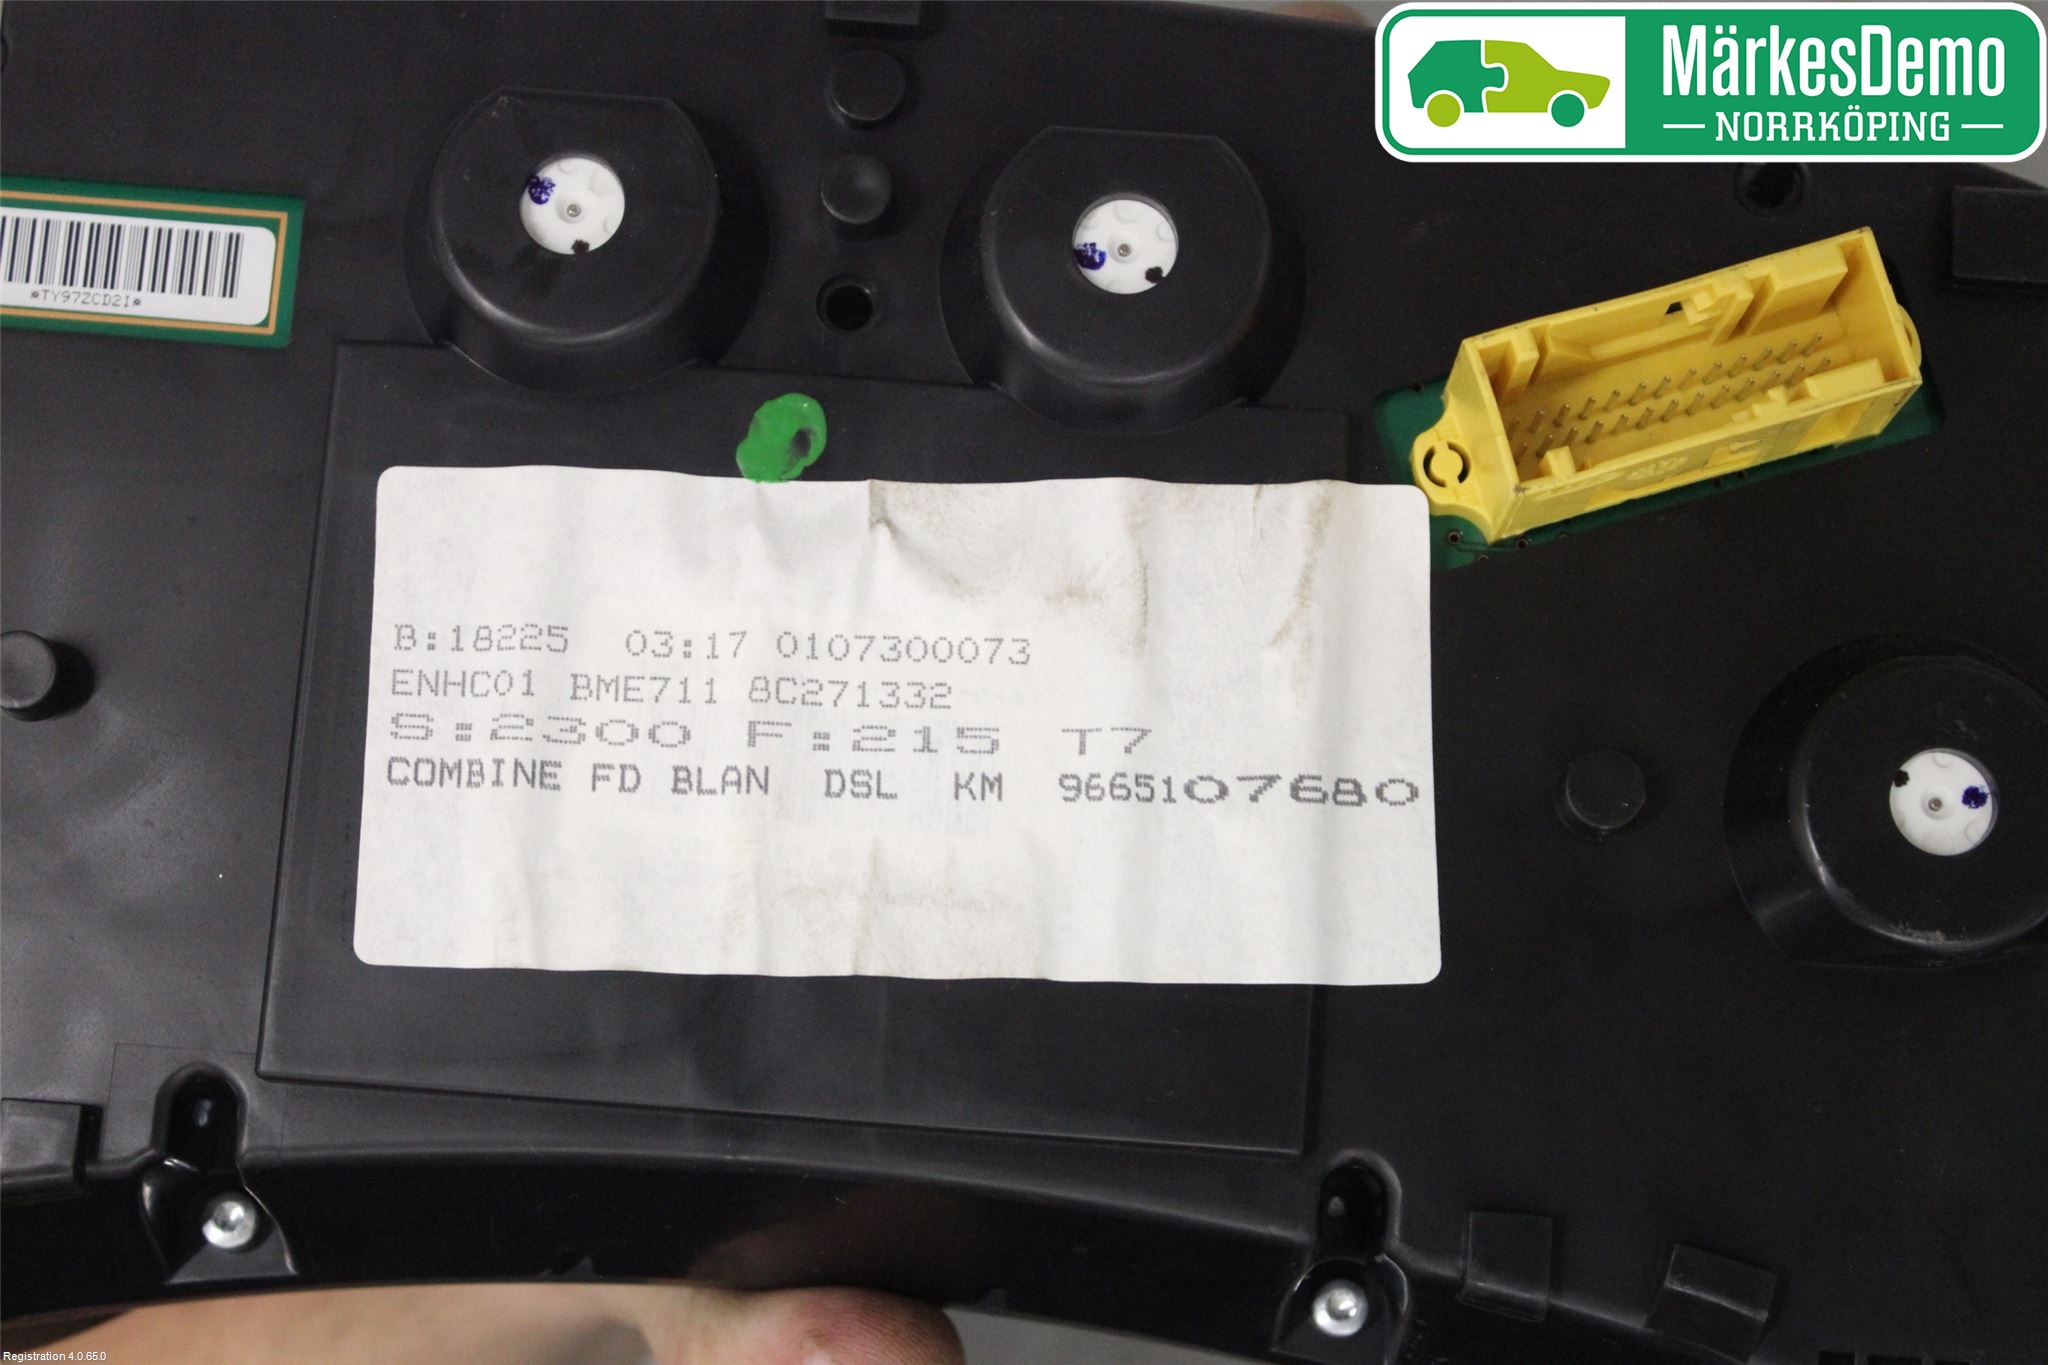 MärkesDemo
NORRKÖPING
*TY97ZCD2I*
B:18225 03:17 0107300073
ENHC01 BME711 8C271332
S:2300 F:215 T7
COMBINE FD BLAN DSL KM 9665107680
Registration 4.0.65.0